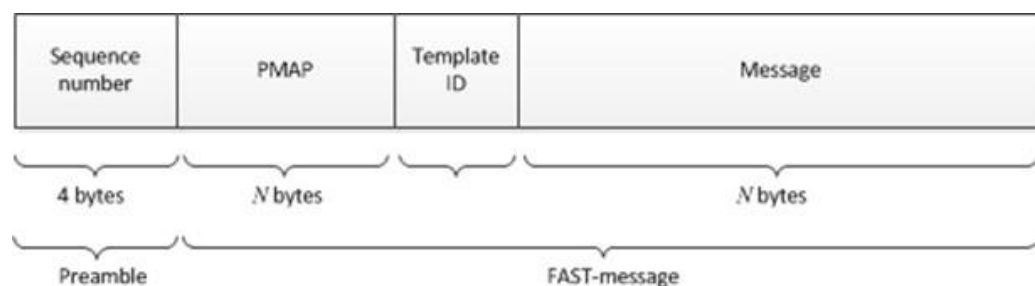 Sequence
number
PMAP
Template
ID
Message
4 bytes
N bytes
N bytes
Preamble
FAST-message